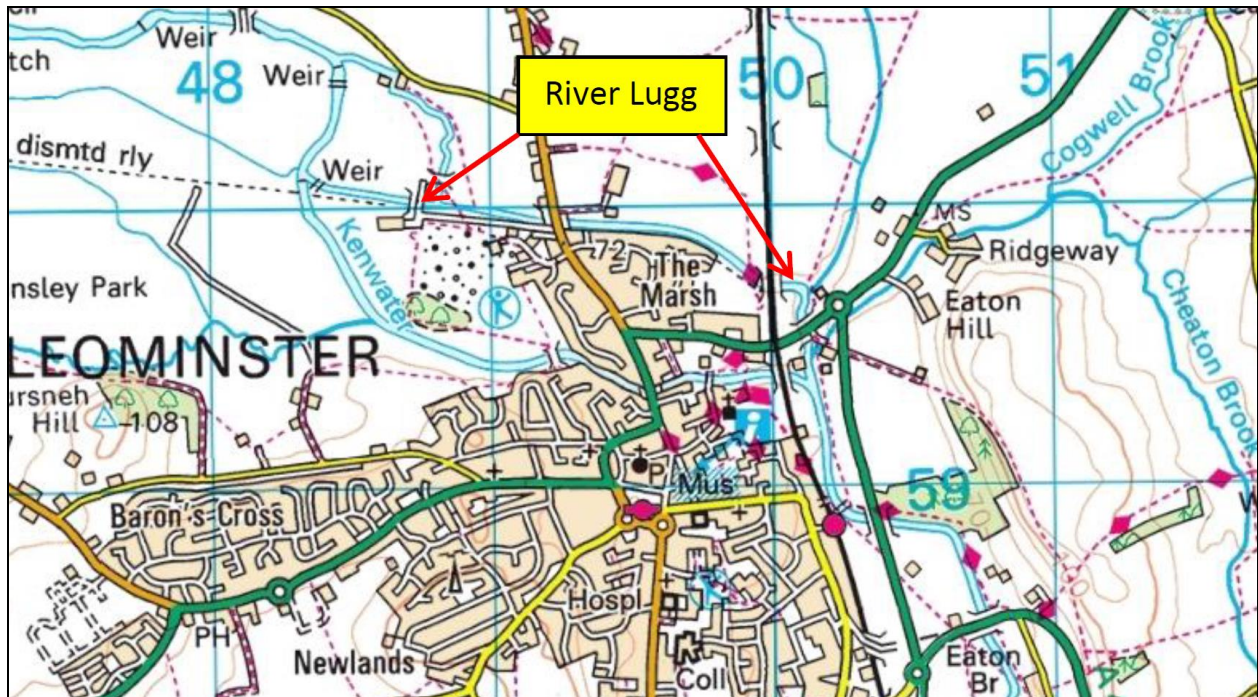 Weir
River Lugg
48
50
51
tch
Weir
Cogwell Brook
dismtd rly
Weir
MS
Kenwater
72
Ridgeway
The
Marsh
nsley Park
Eaton
Hill
Cheaton Brook
LEOMINSTER
ursneh
Hill
108
i
P
Mus
59
Baron's Cross
Hospl
PH
Newlands
Coll
Eaton
Br
A